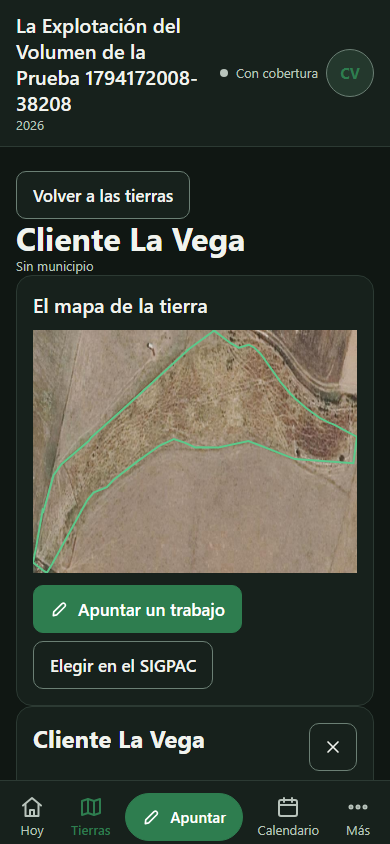 La Explotación del
Volumen de la
Prueba 1794172008-
38208
2026
Con cobertura
CV
Volver a las tierras
Cliente La Vega
Sin municipio
El mapa de la tierra
Apuntar un trabajo
Elegir en el SIGPAC
Cliente La Vega
Hoy
Tierras
Apuntar
Calendario
Más